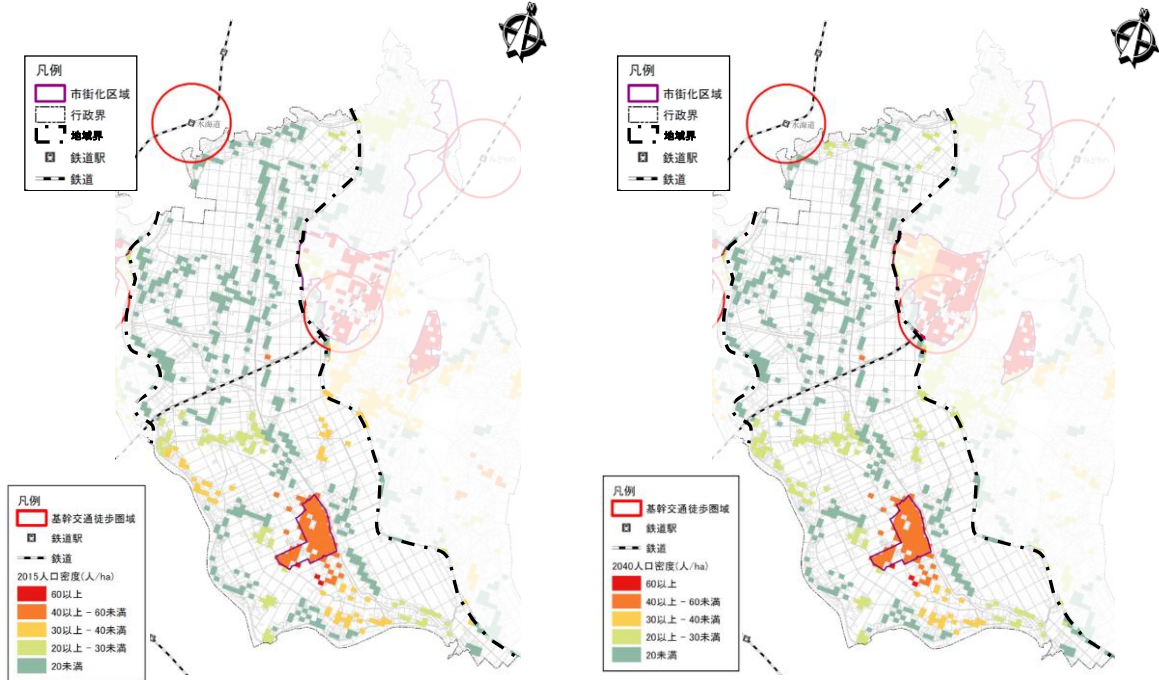 凡例
市街化区域
行政界
地域界
鉄道駅
鉄道
水海道
凡例
基幹交通徒歩圏域
鉄道駅
鉄道
2015人口密度(人/ha)
60以上
40以上 - 60未満
30以上 - 40未満
20以上 - 30未満
20未満
凡例
市街化区域
行政界
地域界
鉄道駅
鉄道
水海道
凡例
基幹交通徒歩圏域
鉄道駅
鉄道
2040人口密度(人/ha)
60以上
40以上 - 60未満
30以上 - 40未満
20以上 - 30未満
20未満